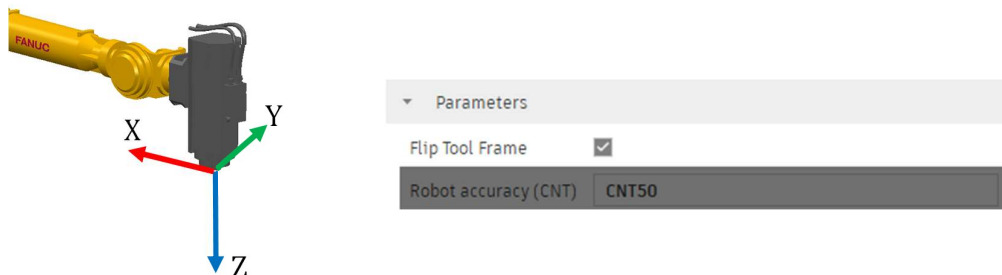 FANUC
X
Y
Z
Parameters
Flip Tool Frame
Robot accuracy (CNT) CNT50